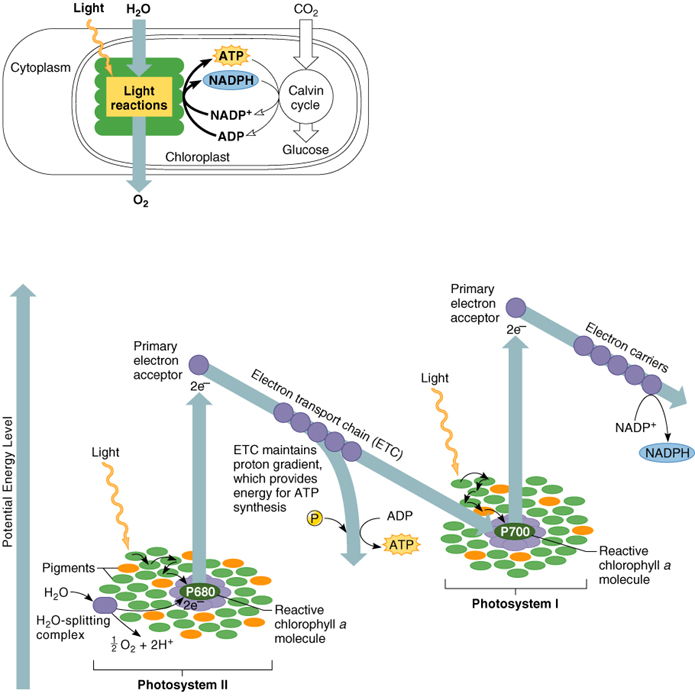 Light
H₂O
CO₂
Cytoplasm
ATP
NADPH
Light
reactions
Calvin
cycle
NADP⁺
ADP
Chloroplast
Glucose
O₂
Potential Energy Level
Primary
electron
acceptor
2e⁻
Electron carriers
NADP⁺
NADPH
Primary
electron
acceptor
2e⁻
Electron transport chain (ETC)
Light
ETC maintains
proton gradient,
which provides
energy for ATP
synthesis
P
ADP
ATP
P700
Reactive
chlorophyll a
molecule
Photosystem I
Light
Pigments
H₂O
H₂O-splitting
complex
½ O₂ + 2H⁺
P680
2e⁻
Reactive
chlorophyll a
molecule
Photosystem II